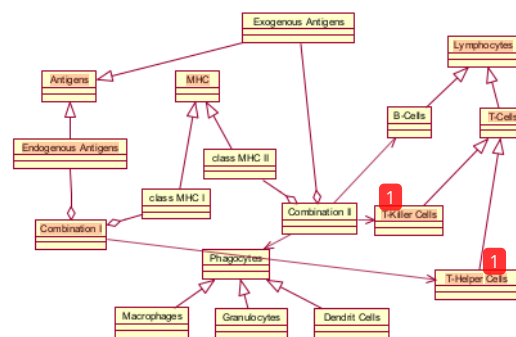 Exogenous Antigens
Lymphocytes
Antigens
MHC
B-Cells
T-Cells
Endogenous Antigens
class MHC II
class MHC I
1
Combination II
T-Killer Cells
Combination I
Phagocytes
1
T-Helper Cells
Macrophages
Granulocytes
Dendrit Cells